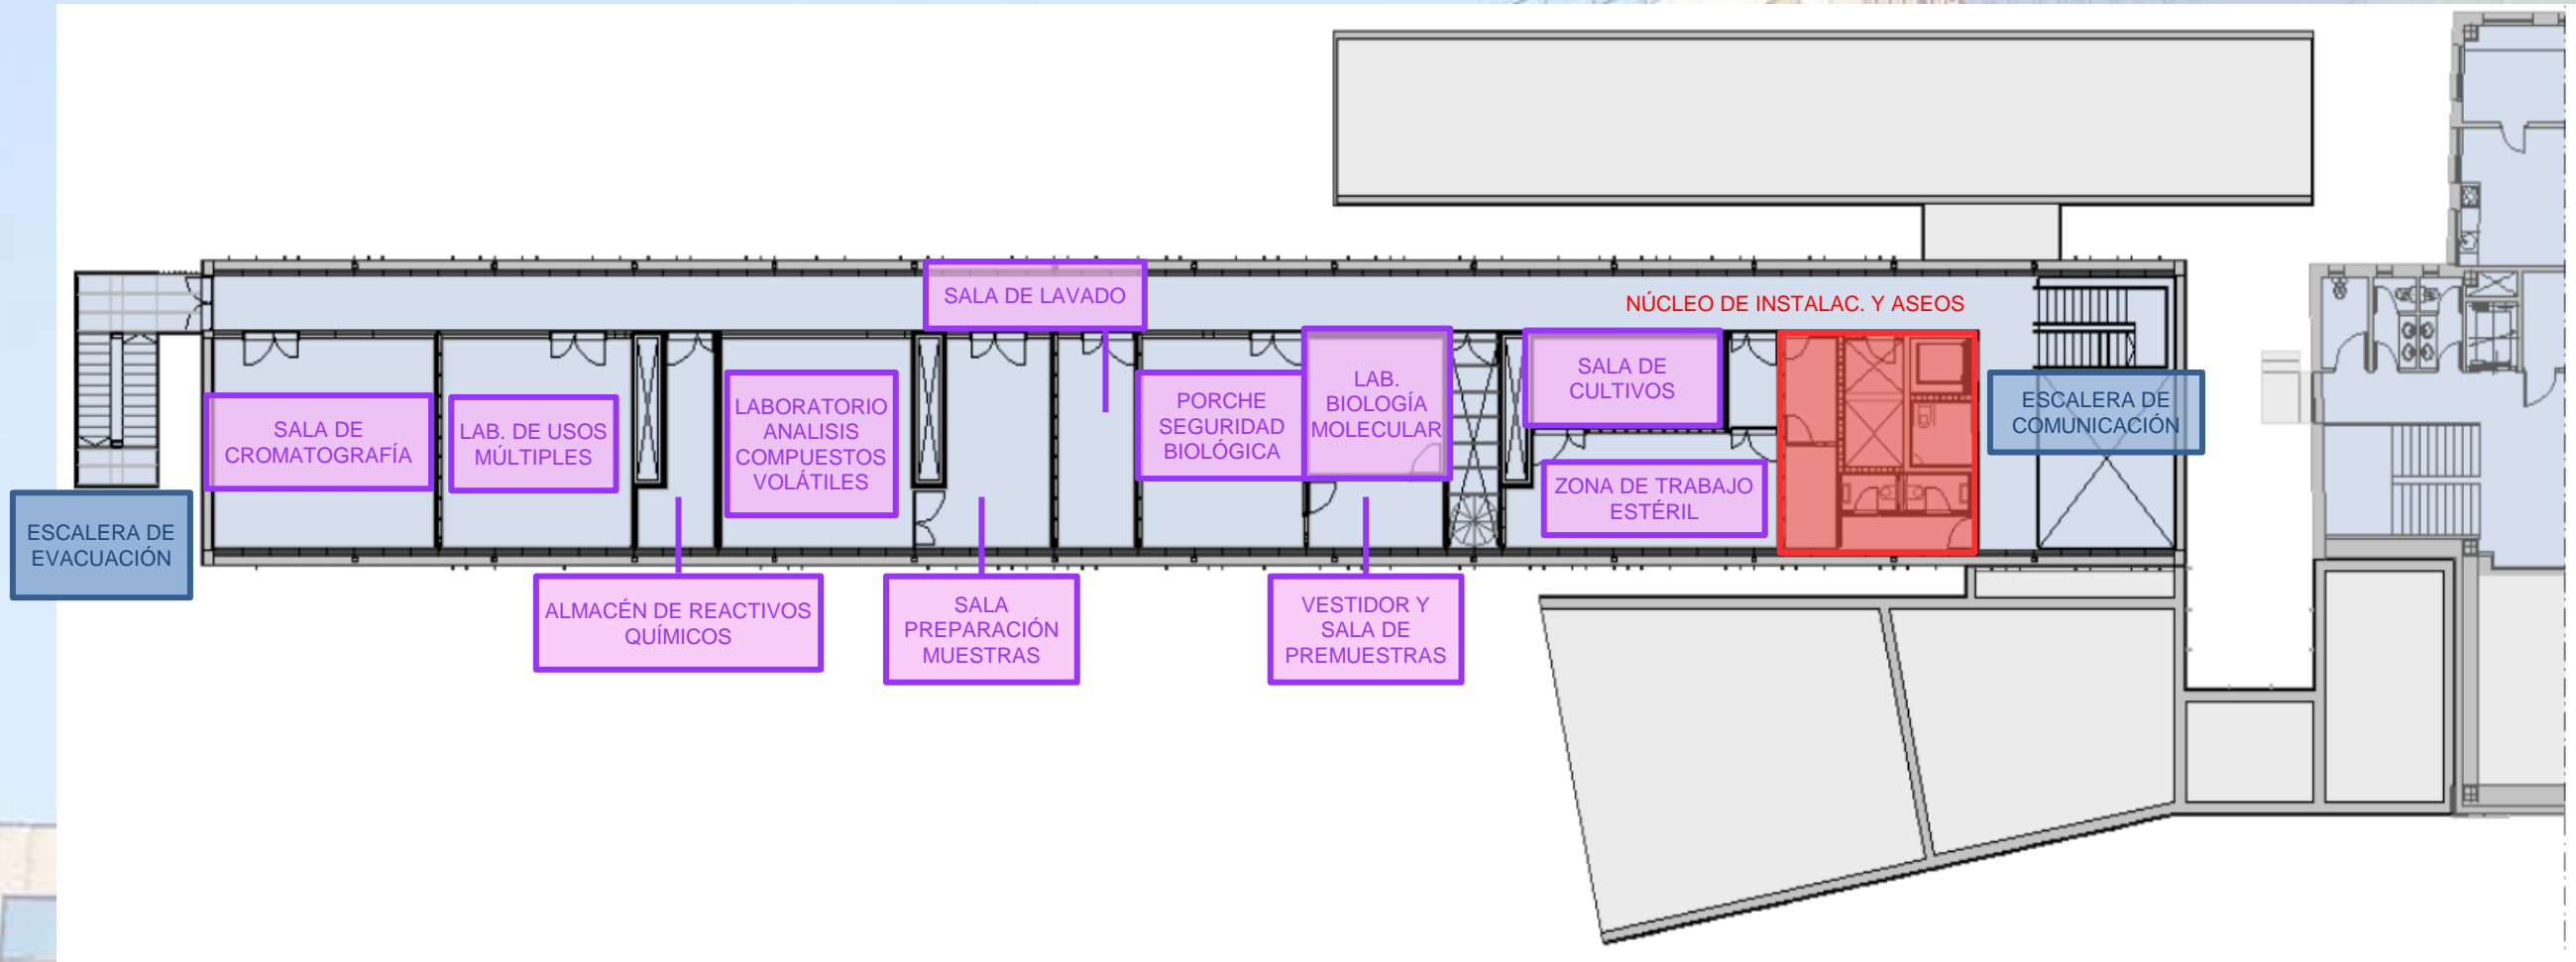 SALA DE LAVADO
NÚCLEO DE INSTALAC. Y ASEOS
SALA DE
CROMATOGRAFÍA
LAB. DE USOS
MÚLTIPLES
LABORATORIO
ANALISIS
COMPUESTOS
VOLÁTILES
PORCHE
SEGURIDAD
BIOLÓGICA
LAB.
BIOLOGÍA
MOLECULAR
SALA DE
CULTIVOS
ZONA DE TRABAJO
ESTÉRIL
ESCALERA DE
COMUNICACIÓN
ESCALERA DE
EVACUACIÓN
ALMACÉN DE REACTIVOS
QUÍMICOS
SALA
PREPARACIÓN
MUESTRAS
VESTIDOR Y
SALA DE
PREMUESTRAS